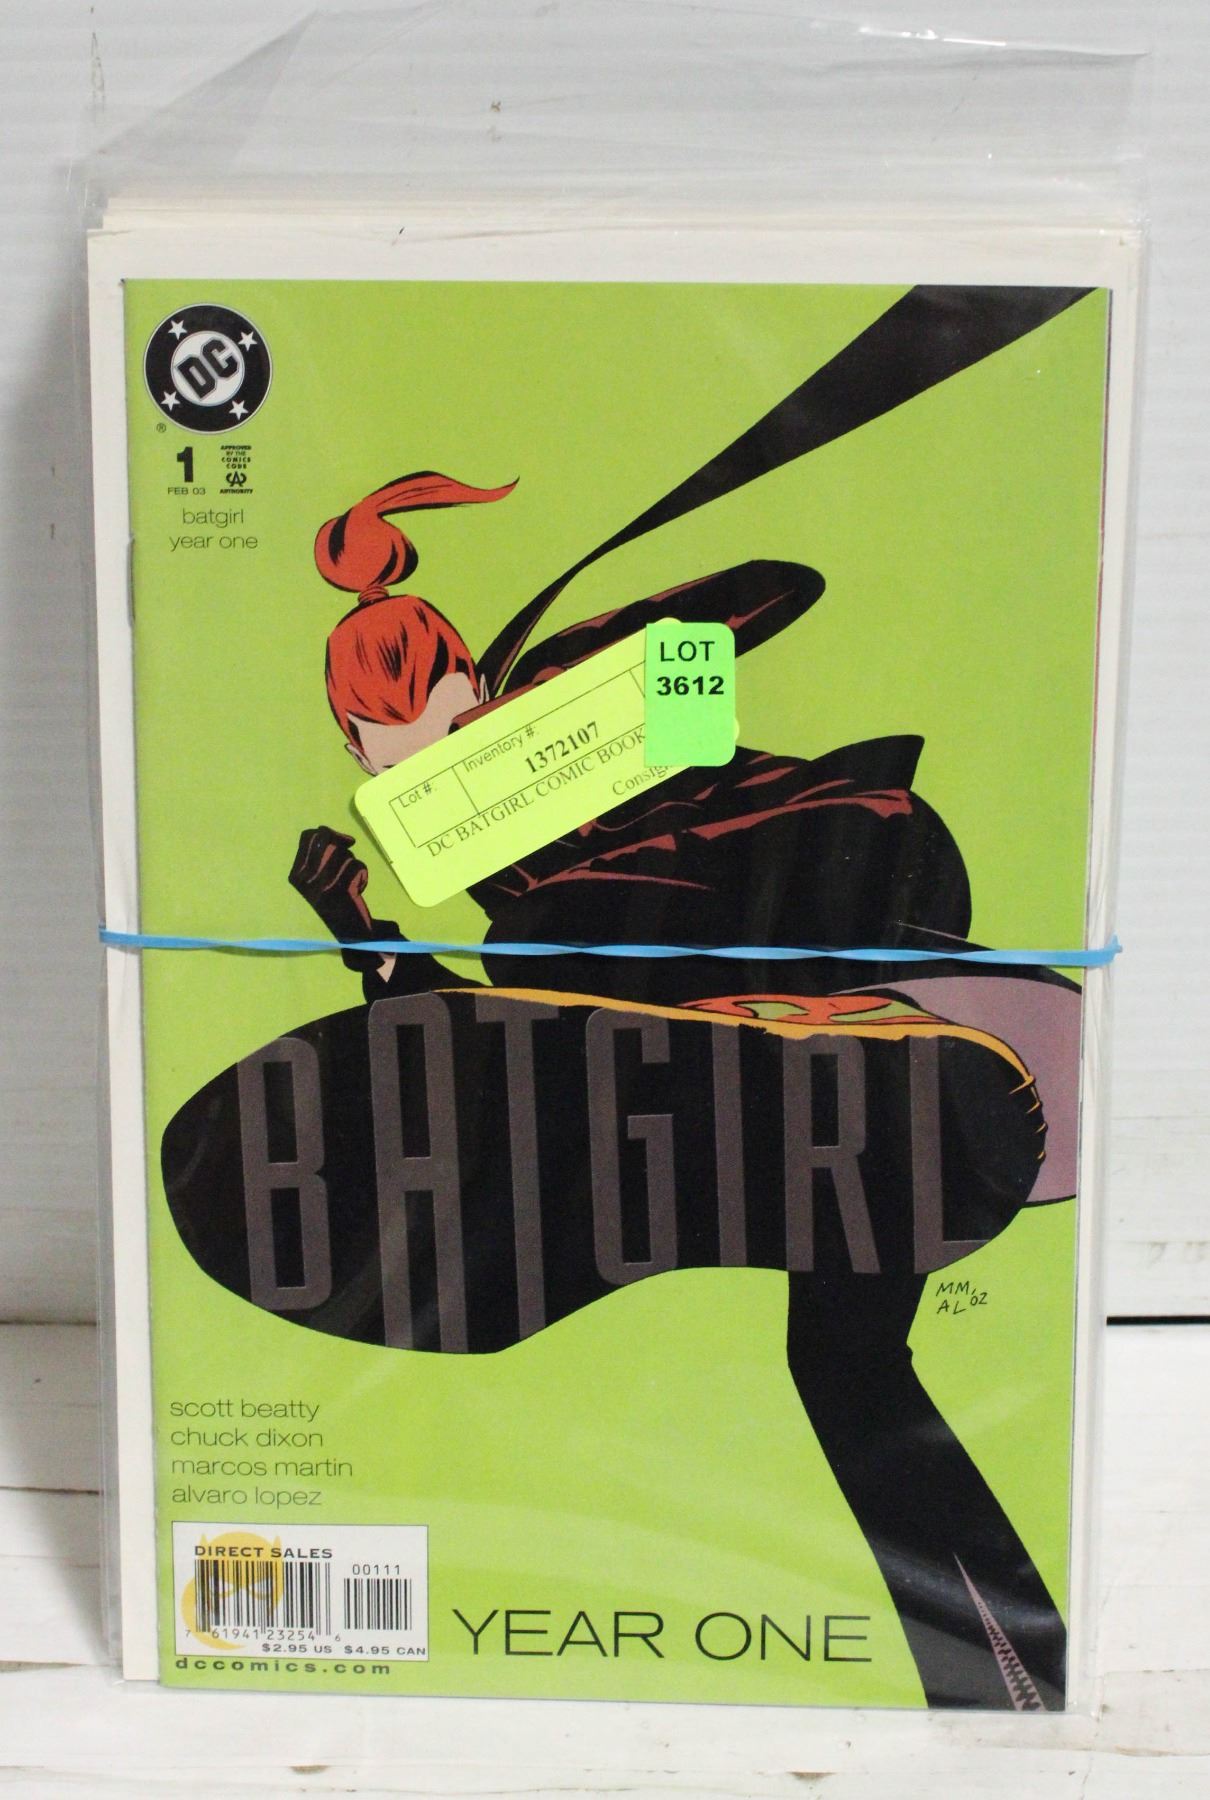 DC
®
1
FEB 03
APPROVED
BY THE
COMICS
CODE
CA
AUTHORITY
batgirl
year one
LOT
3612
Lot #:
Inventory #:
1372107
DC BATGIRL COMIC BOOK
BATGIRL
MM,
AL'02
scott beatty
chuck dixon
marcos martin
alvaro lopez
DIRECT SALES
00111
7 61941 23254 6
$2.95 US $4.95 CAN
dccomics.com
YEAR ONE